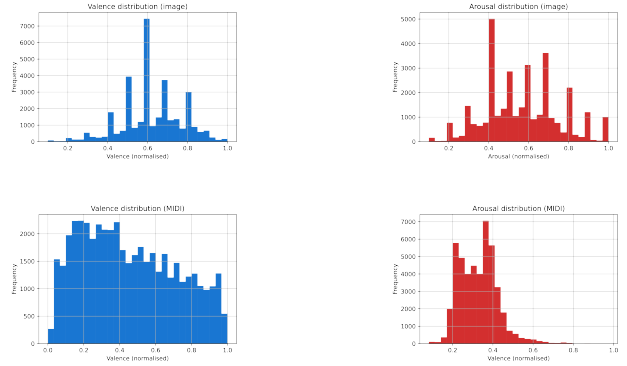 Valence distribution (image)
Frequency
7000
6000
5000
4000
3000
2000
1000
0
0.2 0.4 0.6 0.8 1.0
Valence (normalised)
Arousal distribution (image)
Frequency
5000
4000
3000
2000
1000
0
0.2 0.4 0.6 0.8 1.0
Arousal (normalised)
Valence distribution (MIDI)
Frequency
2000
1500
1000
500
0
0.0 0.2 0.4 0.6 0.8 1.0
Valence (normalised)
Arousal distribution (MIDI)
Frequency
7000
6000
5000
4000
3000
2000
1000
0
0.2 0.4 0.6 0.8 1.0
Valence (normalised)